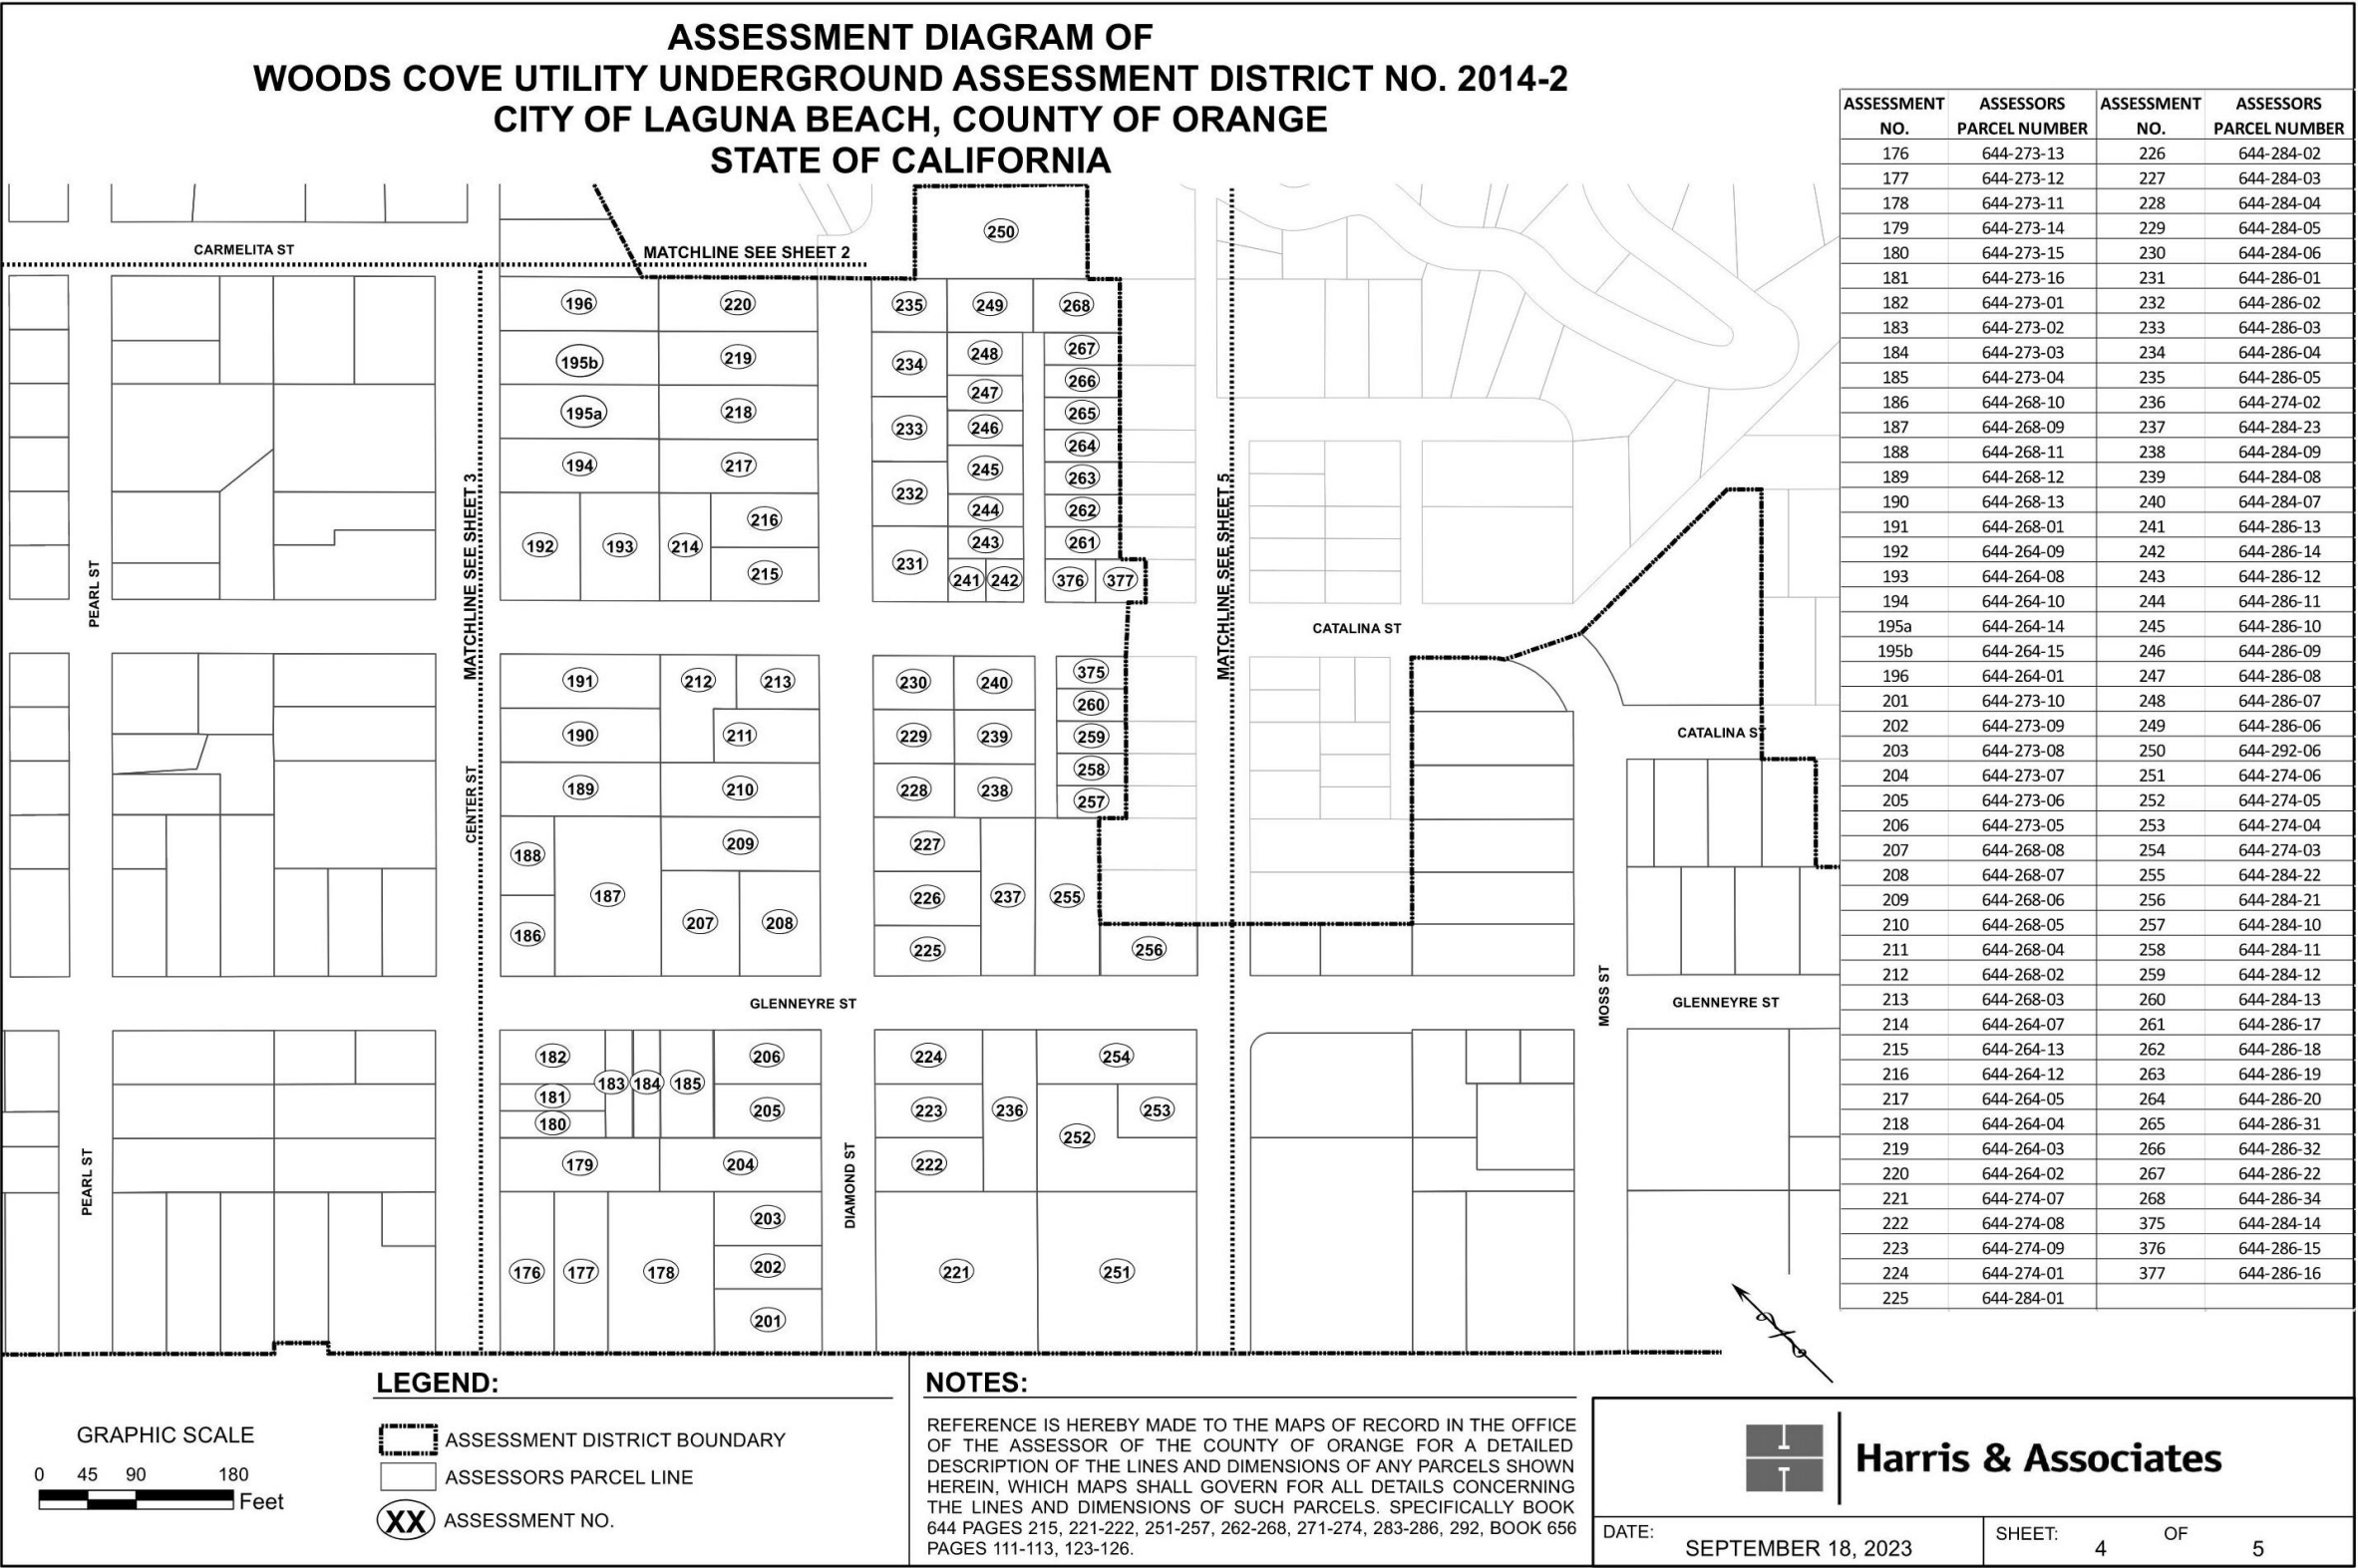 ASSESSMENT DIAGRAM OF
WOODS COVE UTILITY UNDERGROUND ASSESSMENT DISTRICT NO. 2014-2
CITY OF LAGUNA BEACH, COUNTY OF ORANGE
STATE OF CALIFORNIA
CARMELITA ST
MATCHLINE SEE SHEET 2
250
196 220 235 249 268
195b 219 234 248 267
247 266
195a 218 233 246 265
264
194 217 232 245 263
244 262
192 193 214 216 243 261
215 231 241 242 376 377
PEARL ST
MATCHLINE SEE SHEET 3
MATCHLINE SEE SHEET 5
CATALINA ST
191 212 213 230 240 375
260
190 211 229 239 259
189 210 228 238 258
257
CATALINA ST
CENTER ST
188 209 227
187 226 237 255
186 207 208 225 256
GLENNEYRE ST
MOSS ST
GLENNEYRE ST
182 206 224 254
183 184 185
181 205 223 236 253
180 252
179 204 222
PEARL ST
DIAMOND ST
203
176 177 178 202 221 251
201
ASSESSMENT ASSESSORS ASSESSMENT ASSESSORS
NO. PARCEL NUMBER NO. PARCEL NUMBER
176 644-273-13 226 644-284-02
177 644-273-12 227 644-284-03
178 644-273-11 228 644-284-04
179 644-273-14 229 644-284-05
180 644-273-15 230 644-284-06
181 644-273-16 231 644-286-01
182 644-273-01 232 644-286-02
183 644-273-02 233 644-286-03
184 644-273-03 234 644-286-04
185 644-273-04 235 644-286-05
186 644-268-10 236 644-274-02
187 644-268-09 237 644-284-23
188 644-268-11 238 644-284-09
189 644-268-12 239 644-284-08
190 644-268-13 240 644-284-07
191 644-268-01 241 644-286-13
192 644-264-09 242 644-286-14
193 644-264-08 243 644-286-12
194 644-264-10 244 644-286-11
195a 644-264-14 245 644-286-10
195b 644-264-15 246 644-286-09
196 644-264-01 247 644-286-08
201 644-273-10 248 644-286-07
202 644-273-09 249 644-286-06
203 644-273-08 250 644-292-06
204 644-273-07 251 644-274-06
205 644-273-06 252 644-274-05
206 644-273-05 253 644-274-04
207 644-268-08 254 644-274-03
208 644-268-07 255 644-284-22
209 644-268-06 256 644-284-21
210 644-268-05 257 644-284-10
211 644-268-04 258 644-284-11
212 644-268-02 259 644-284-12
213 644-268-03 260 644-284-13
214 644-264-07 261 644-286-17
215 644-264-13 262 644-286-18
216 644-264-12 263 644-286-19
217 644-264-05 264 644-286-20
218 644-264-04 265 644-286-31
219 644-264-03 266 644-286-32
220 644-264-02 267 644-286-22
221 644-274-07 268 644-286-34
222 644-274-08 375 644-284-14
223 644-274-09 376 644-286-15
224 644-274-01 377 644-286-16
225 644-284-01
GRAPHIC SCALE
0 45 90 180
Feet
LEGEND:
ASSESSMENT DISTRICT BOUNDARY
ASSESSORS PARCEL LINE
XX ASSESSMENT NO.
NOTES:
REFERENCE IS HEREBY MADE TO THE MAPS OF RECORD IN THE OFFICE
OF THE ASSESSOR OF THE COUNTY OF ORANGE FOR A DETAILED
DESCRIPTION OF THE LINES AND DIMENSIONS OF ANY PARCELS SHOWN
HEREIN, WHICH MAPS SHALL GOVERN FOR ALL DETAILS CONCERNING
THE LINES AND DIMENSIONS OF SUCH PARCELS. SPECIFICALLY BOOK
644 PAGES 215, 221-222, 251-257, 262-268, 271-274, 283-286, 292, BOOK 656
PAGES 111-113, 123-126.
Harris & Associates
DATE: SEPTEMBER 18, 2023
SHEET: 4 OF 5